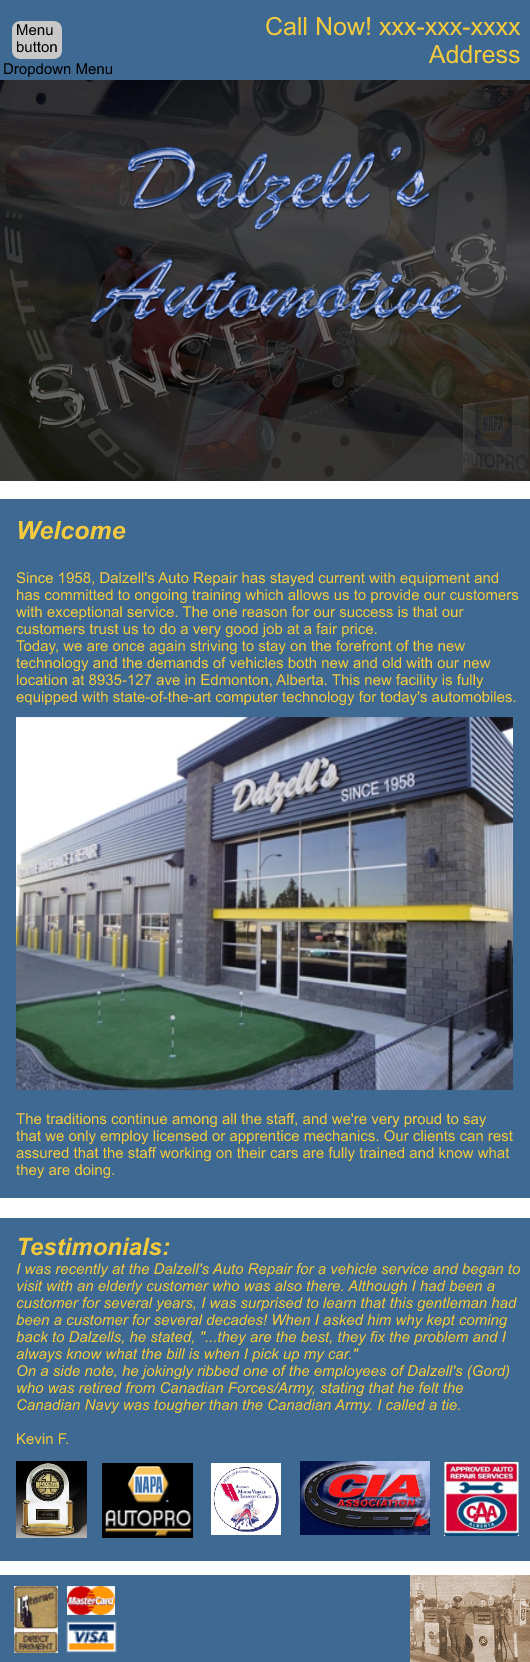 Menu
button
Dropdown Menu
Call Now! xxx-xxx-xxxx
Address
Dalzell's
Automotive
SINCE 1958
NAPA
AUTOPRO
Welcome
Since 1958, Dalzell's Auto Repair has stayed current with equipment and
has committed to ongoing training which allows us to provide our customers
with exceptional service. The one reason for our success is that our
customers trust us to do a very good job at a fair price.
Today, we are once again striving to stay on the forefront of the new
technology and the demands of vehicles both new and old with our new
location at 8935-127 ave in Edmonton, Alberta. This new facility is fully
equipped with state-of-the-art computer technology for today's automobiles.
Dalzell's SINCE 1958
The traditions continue among all the staff, and we're very proud to say
that we only employ licensed or apprentice mechanics. Our clients can rest
assured that the staff working on their cars are fully trained and know what
they are doing.
Testimonials:
I was recently at the Dalzell's Auto Repair for a vehicle service and began to
visit with an elderly customer who was also there. Although I had been a
customer for several years, I was surprised to learn that this gentleman had
been a customer for several decades! When I asked him why kept coming
back to Dalzells, he stated, "...they are the best, they fix the problem and I
always know what the bill is when I pick up my car."
On a side note, he jokingly ribbed one of the employees of Dalzell's (Gord)
who was retired from Canadian Forces/Army, stating that he felt the
Canadian Navy was tougher than the Canadian Army. I called a tie.
Kevin F.
NAPA
AUTOPRO
CIA
ASSOCIATION
APPROVED AUTO
REPAIR SERVICES
CAA
ALBERTA
Interac
DIRECT
PAYMENT
MasterCard
VISA